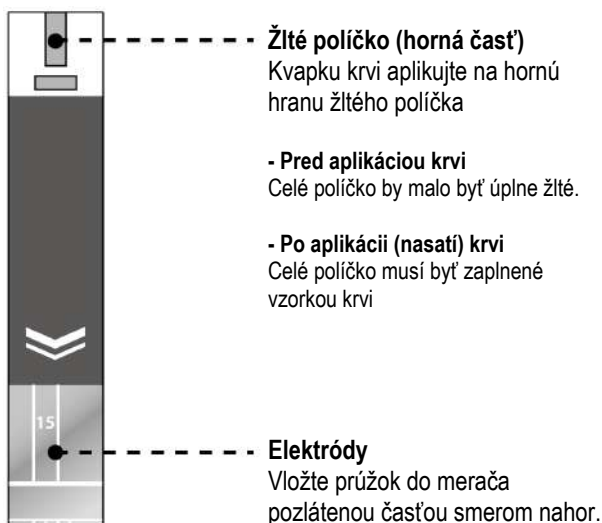 Žlté políčko (horná časť)
Kvapku krvi aplikujte na hornú
hranu žltého políčka
- Pred aplikáciou krvi
Celé políčko by malo byť úplne žlté.
- Po aplikácii (nasatí) krvi
Celé políčko musí byť zaplnené
vzorkou krvi
15
Elektródy
Vložte prúžok do merača
pozlátenou časťou smerom nahor.